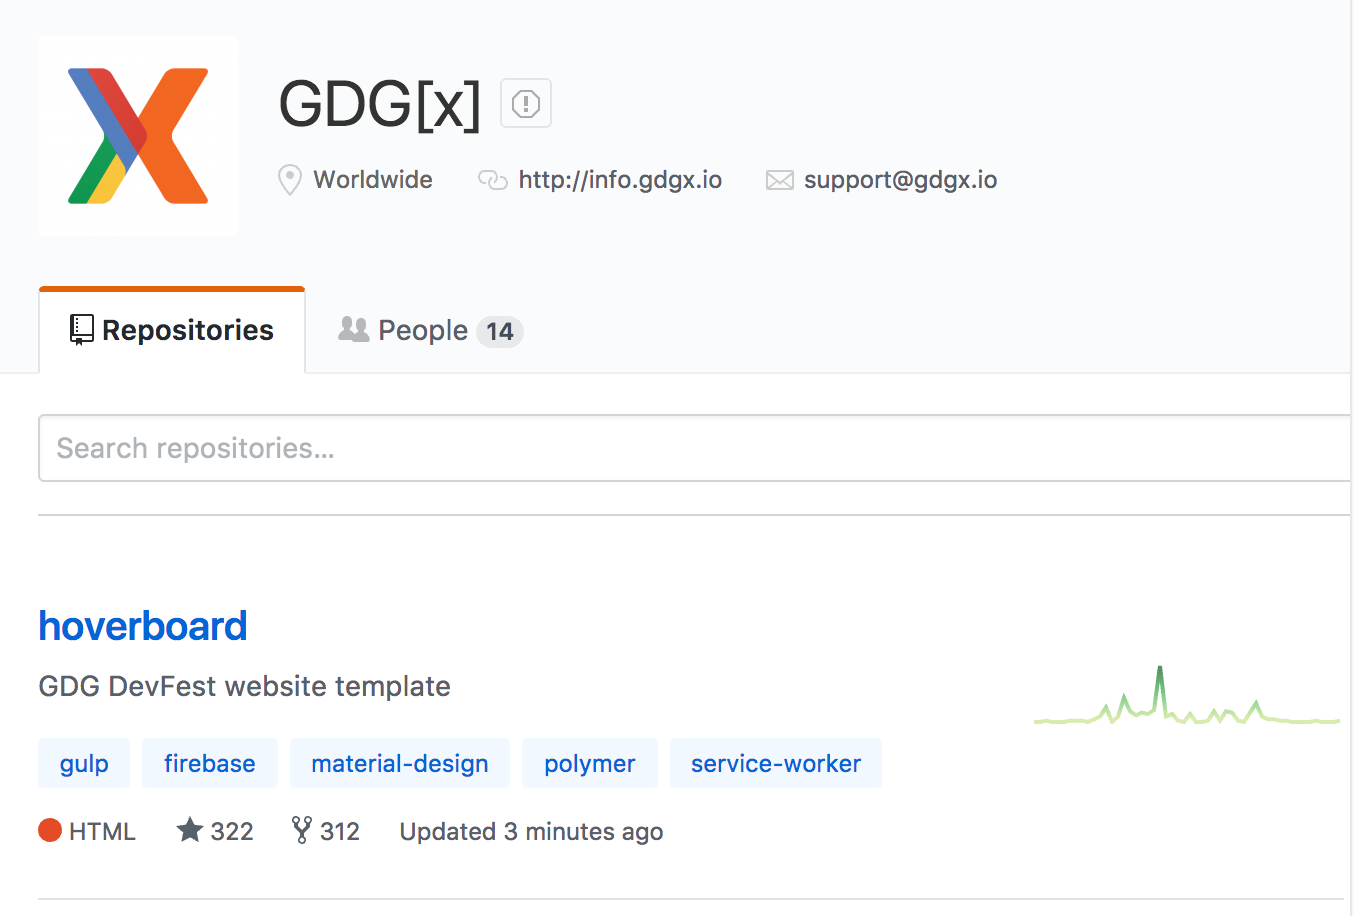 GDG[x]
Worldwide http://info.gdgx.io support@gdgx.io
Repositories People 14
Search repositories...
hoverboard
GDG DevFest website template
gulp firebase material-design polymer service-worker
HTML 322 312 Updated 3 minutes ago